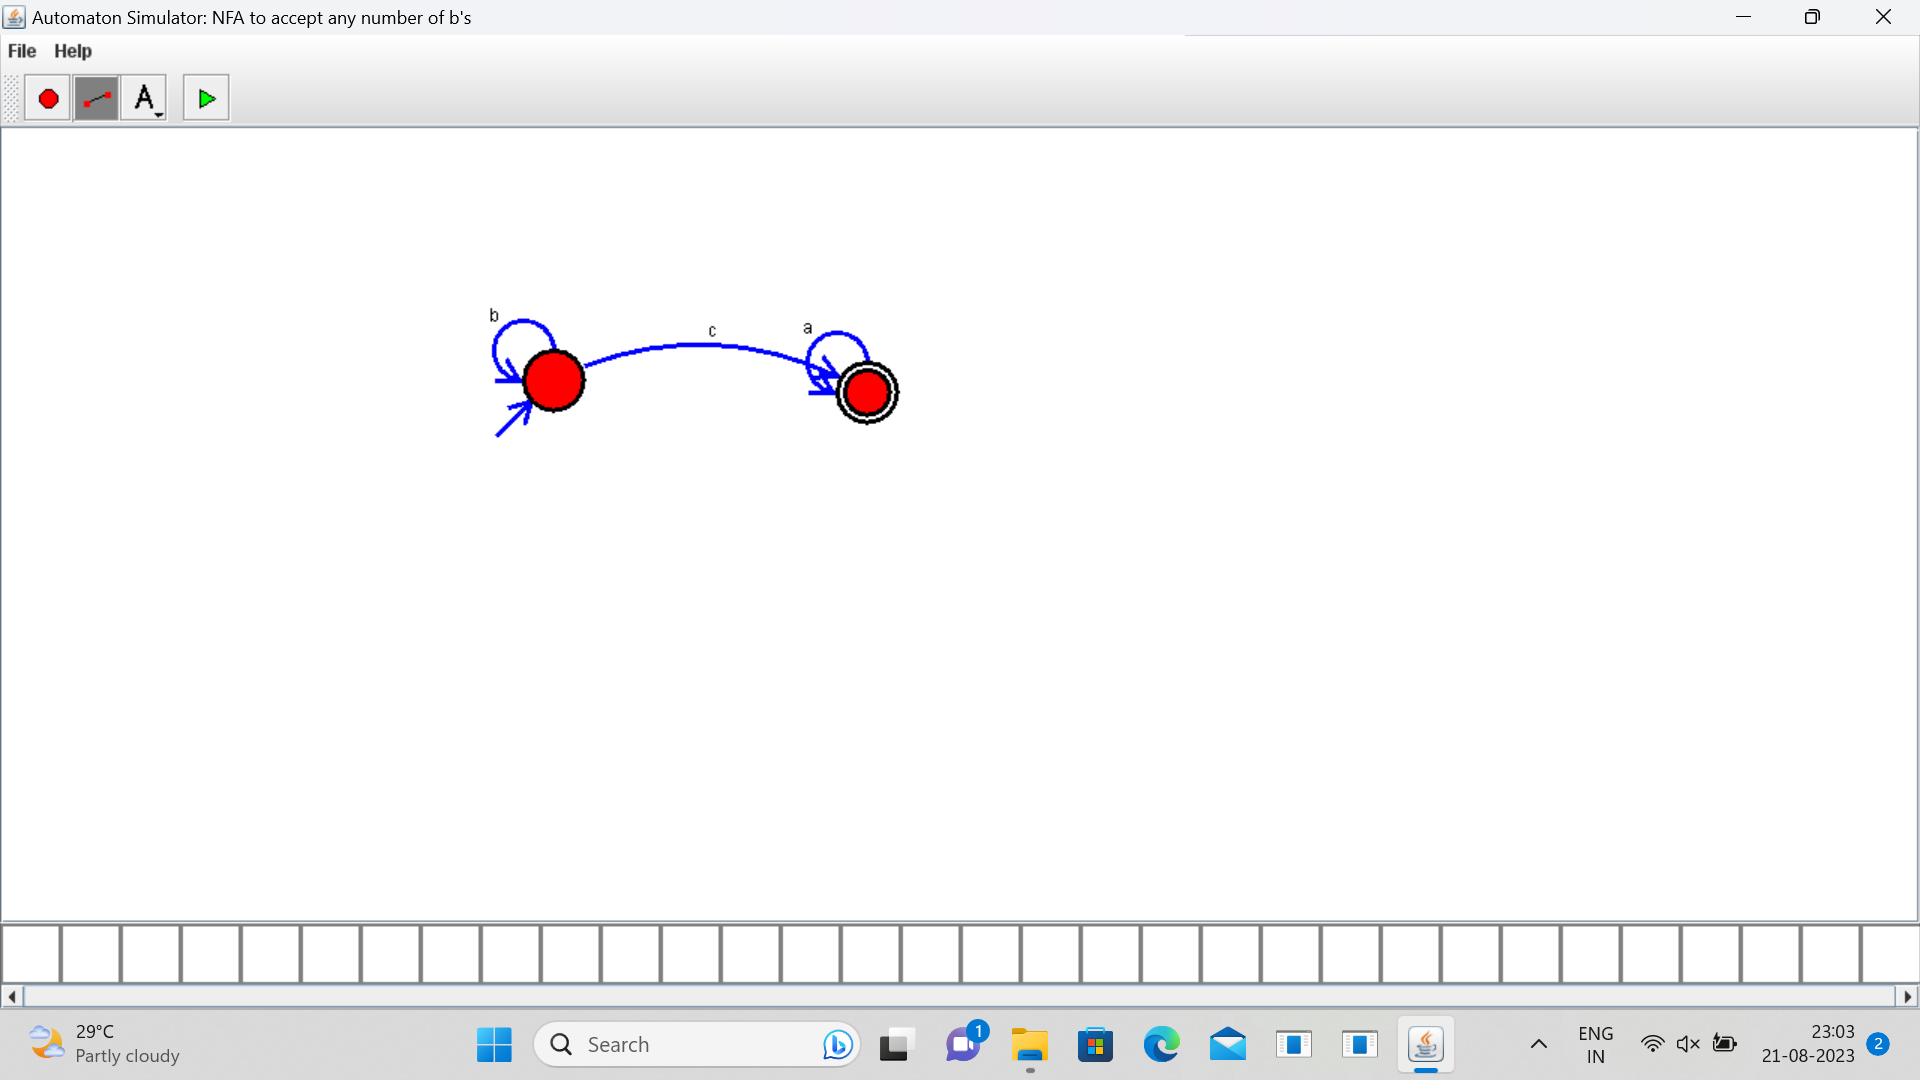 Automaton Simulator: NFA to accept any number of b's
File Help
A
b
c
a
29°C
Partly cloudy
Search
1
ENG
IN
23:03
21-08-2023
2